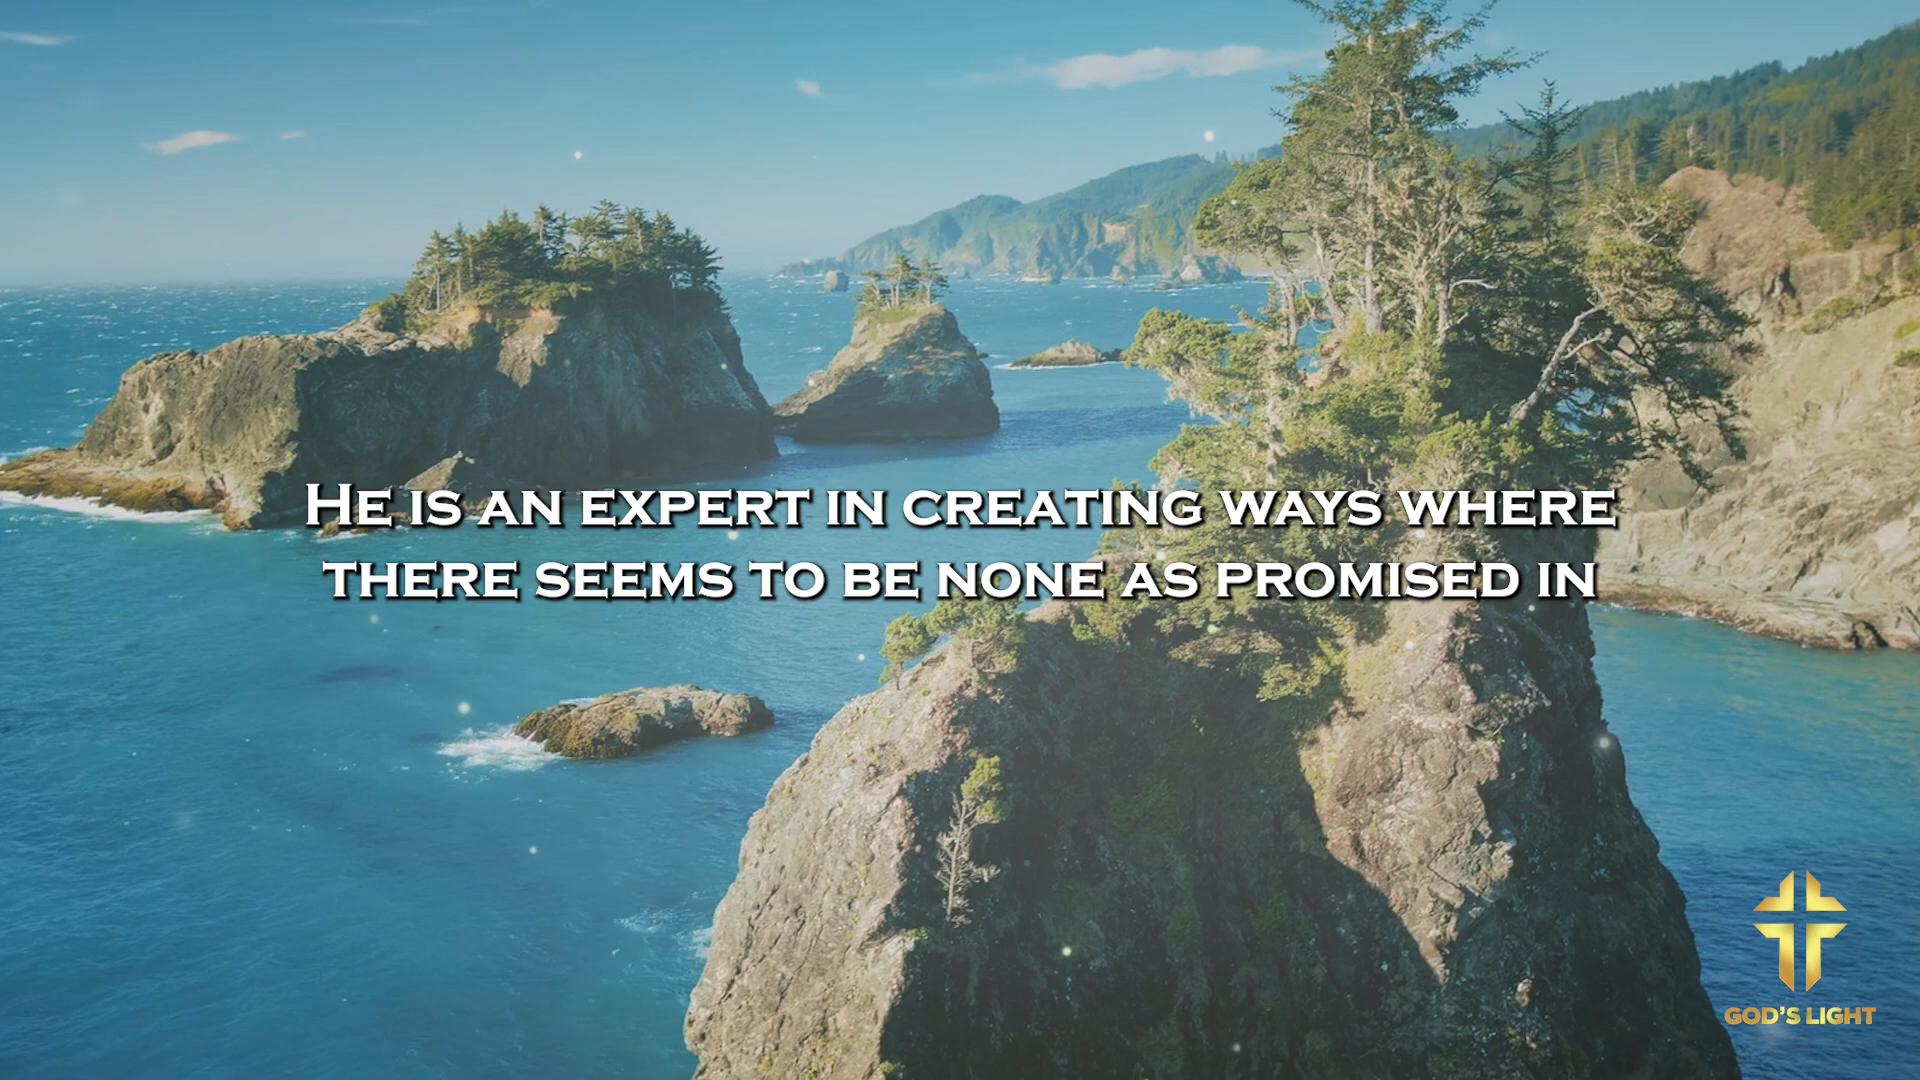 He is an expert in creating ways where
there seems to be none as promised in
GOD'S LIGHT